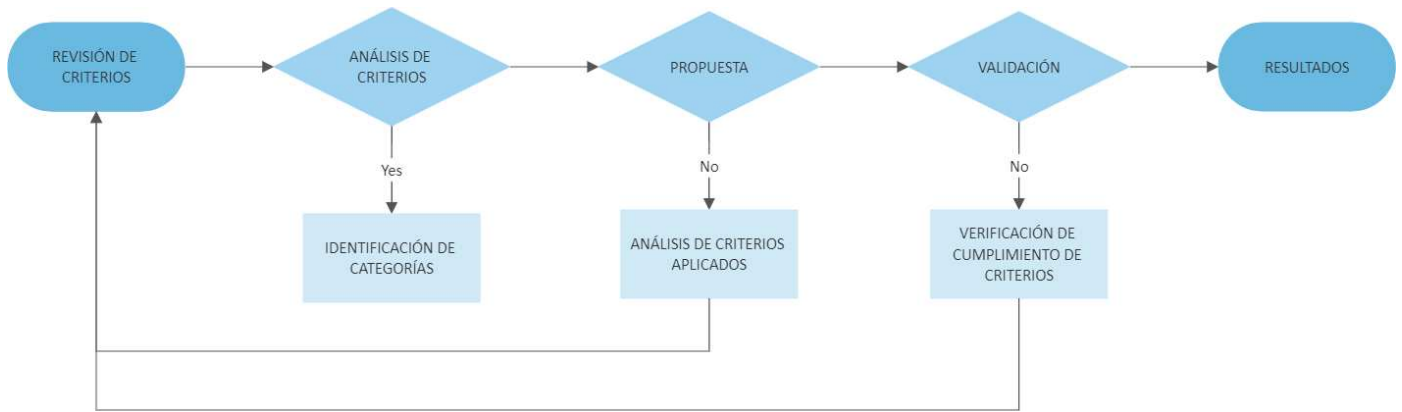 REVISIÓN DE
CRITERIOS
ANÁLISIS DE
CRITERIOS
PROPUESTA
VALIDACIÓN
RESULTADOS
Yes
No
No
IDENTIFICACIÓN DE
CATEGORÍAS
ANÁLISIS DE CRITERIOS
APLICADOS
VERIFICACIÓN DE
CUMPLIMIENTO DE
CRITERIOS